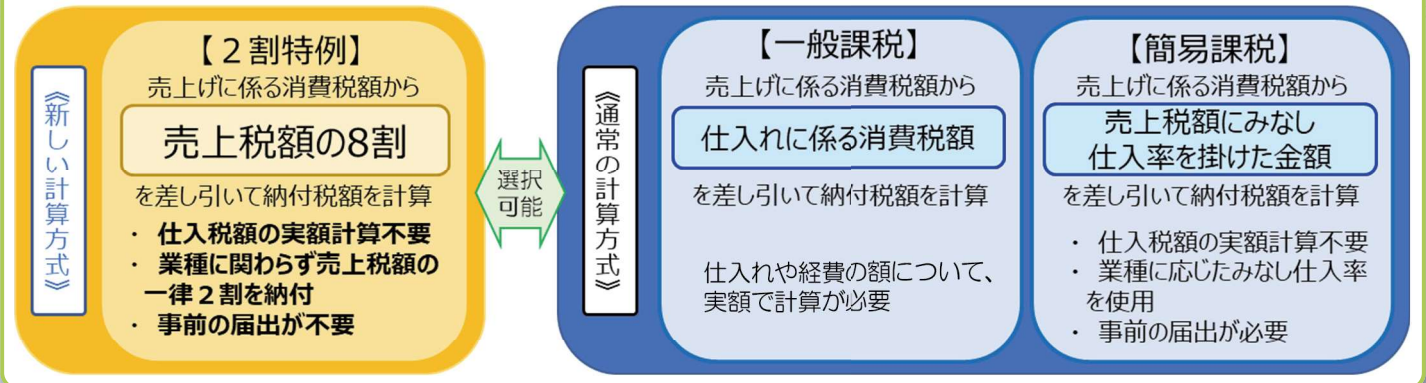 《新しい計算方式》
【２割特例】
売上げに係る消費税額から
売上税額の8割
を差し引いて納付税額を計算
・ 仕入税額の実額計算不要
・ 業種に関わらず売上税額の
一律２割を納付
・ 事前の届出が不要
選択
可能
《通常の計算方式》
【一般課税】
売上げに係る消費税額から
仕入れに係る消費税額
を差し引いて納付税額を計算
仕入れや経費の額について、
実額で計算が必要
【簡易課税】
売上げに係る消費税額から
売上税額にみなし
仕入率を掛けた金額
を差し引いて納付税額を計算
・ 仕入税額の実額計算不要
・ 業種に応じたみなし仕入率
を使用
・ 事前の届出が必要